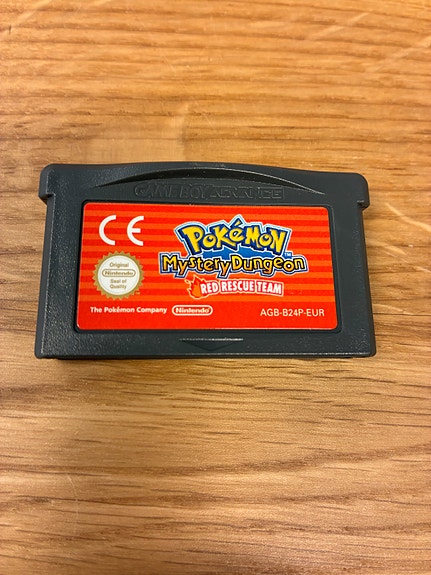 GAME BOY ADVANCE
CE
POKéMON™
Mystery Dungeon
RED RESCUE TEAM
Original
Nintendo
Seal of
Quality
The Pokémon Company Nintendo AGB-B24P-EUR